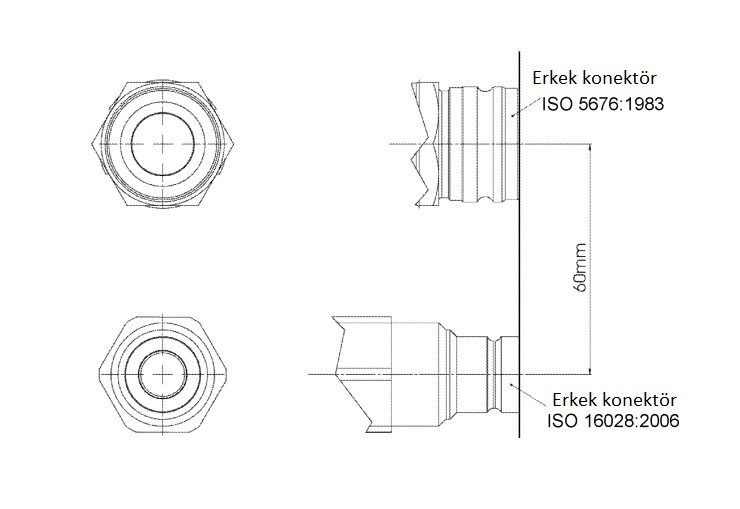 Erkek konektör
ISO 5676:1983
60mm
Erkek konektör
ISO 16028:2006